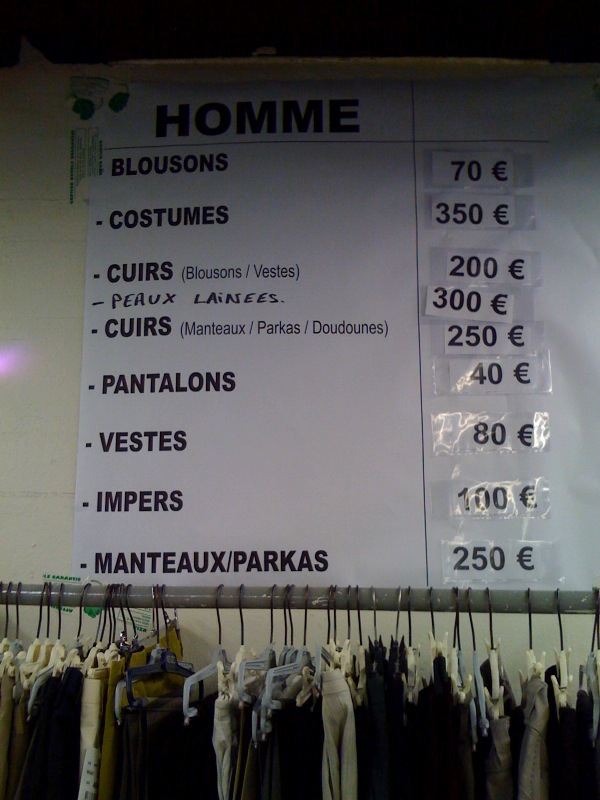 HOMME
BLOUSONS 70 €
- COSTUMES 350 €
- CUIRS (Blousons / Vestes) 200 €
- PEAUX LAINEES. 300 €
- CUIRS (Manteaux / Parkas / Doudounes) 250 €
- PANTALONS 40 €
- VESTES 80 €
- IMPERS 100 €
- MANTEAUX/PARKAS 250 €